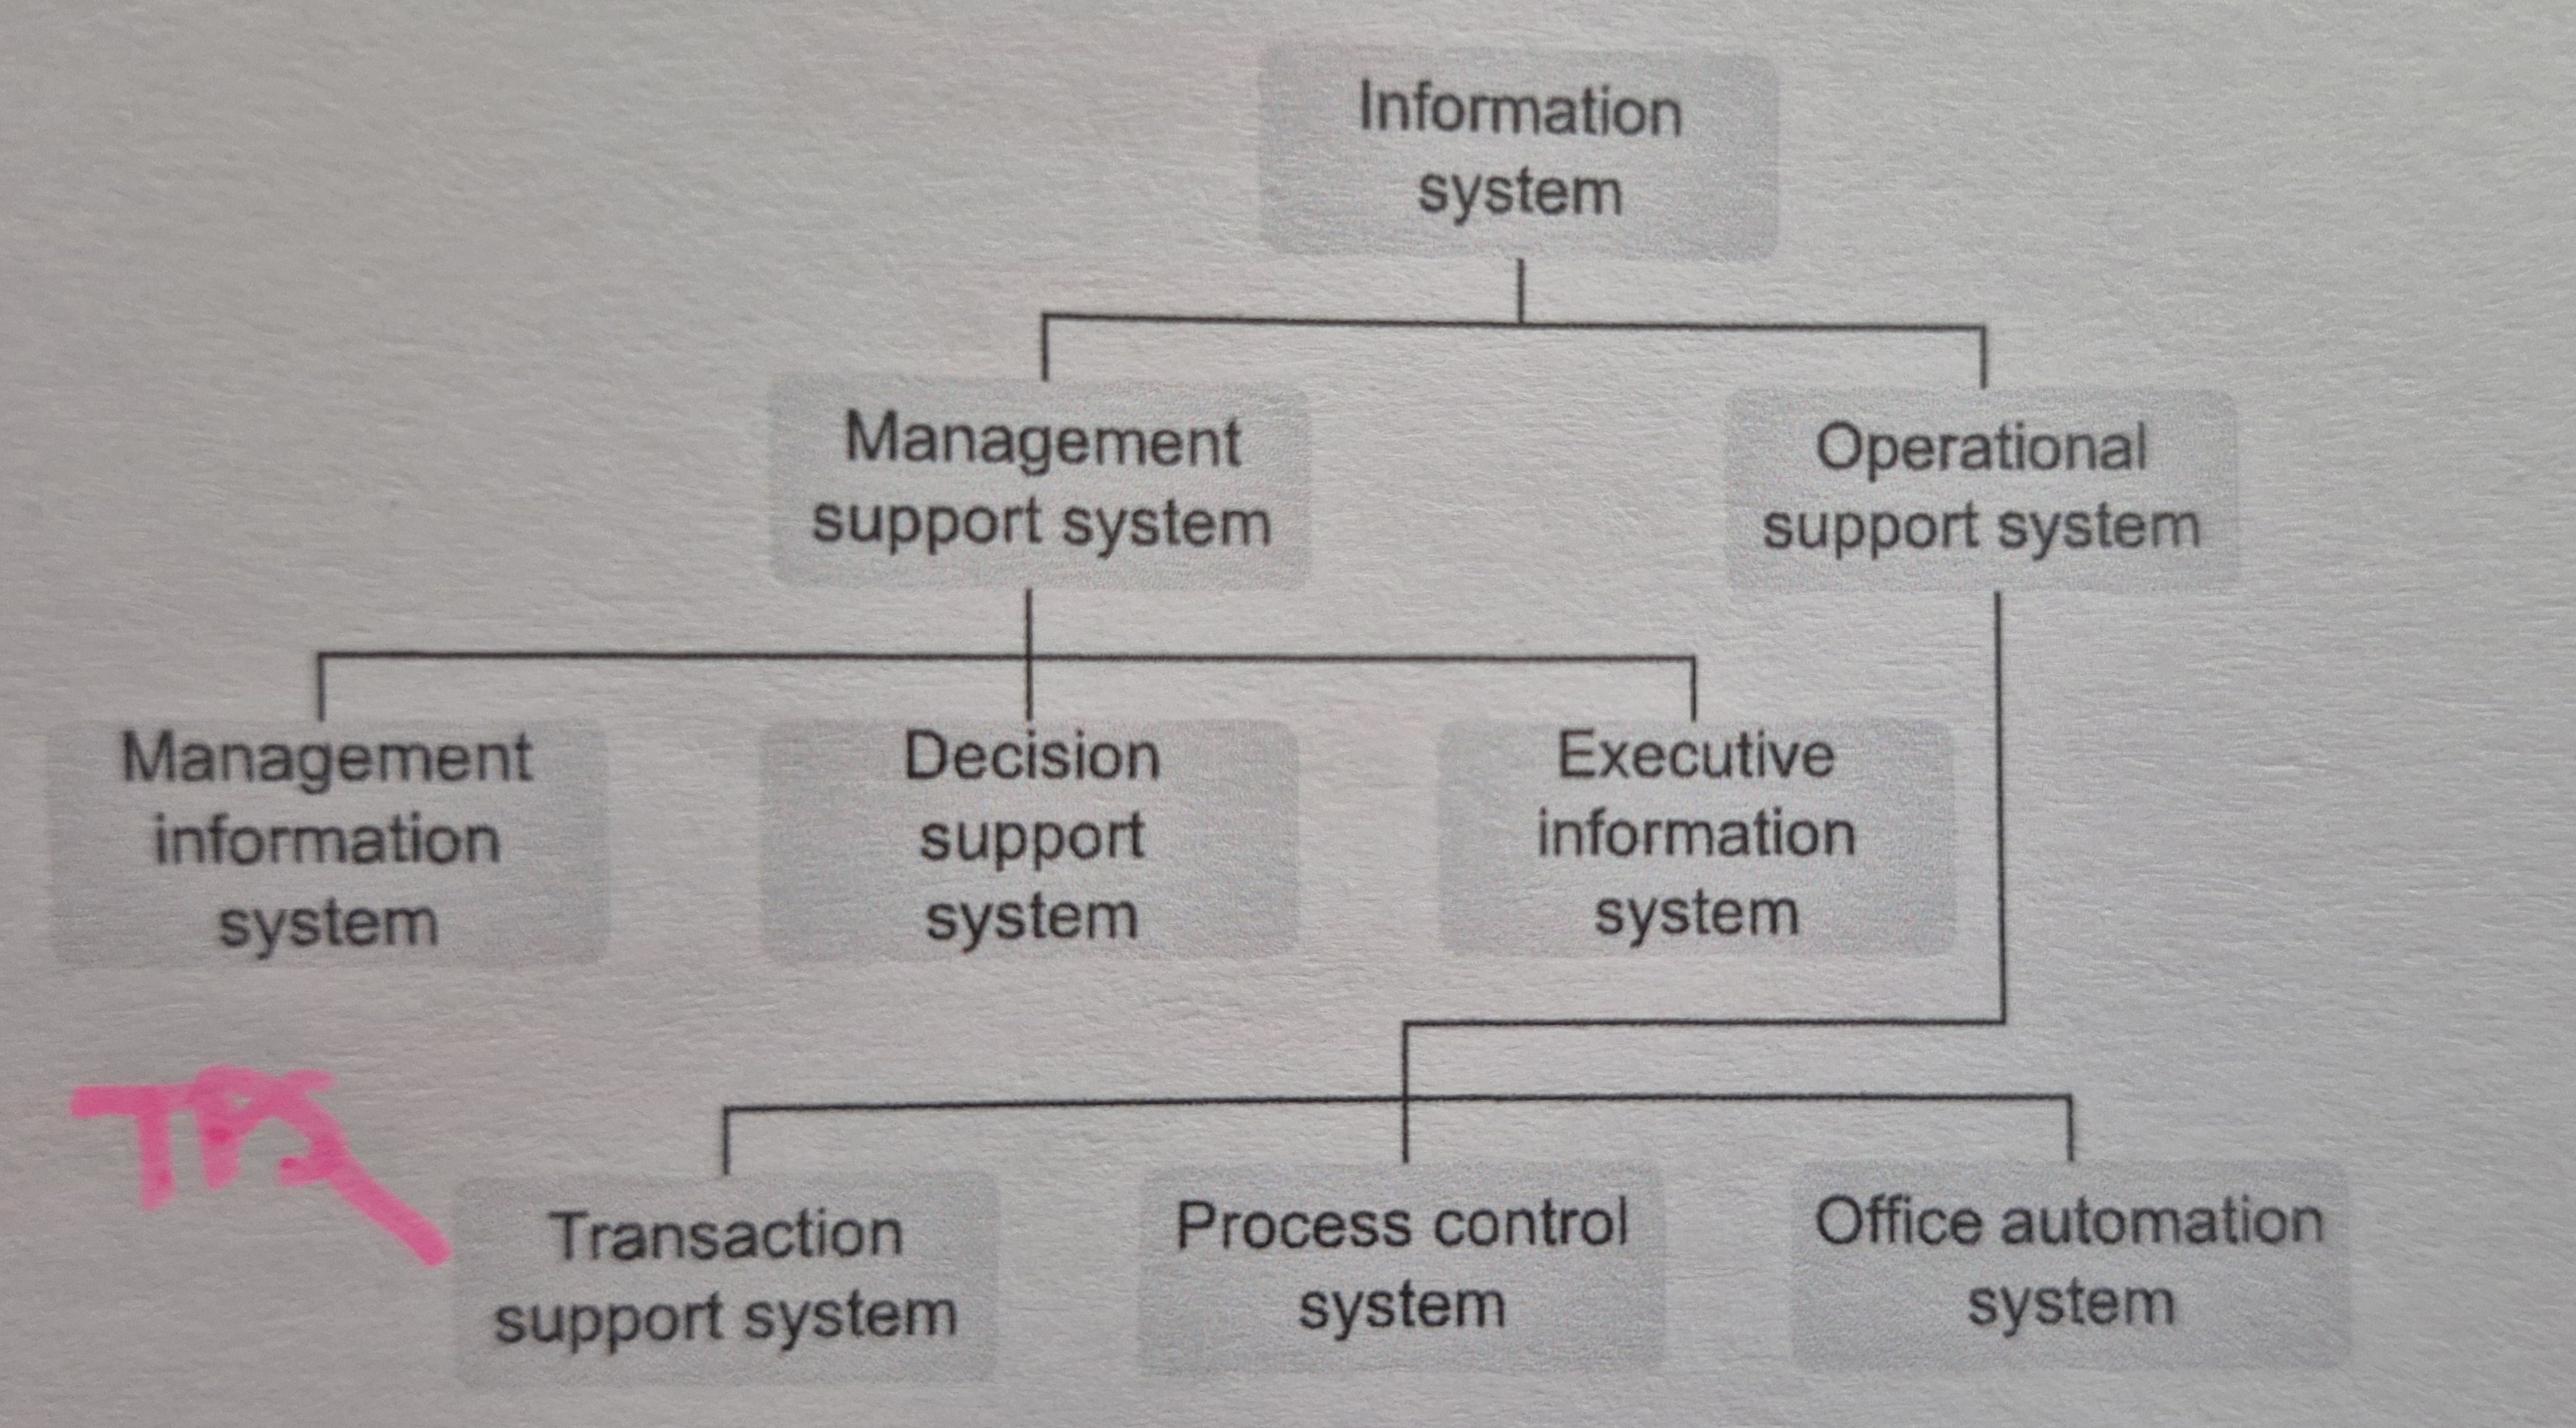 Information
system
Management
support system
Operational
support system
Management
information
system
Decision
support
system
Executive
information
system
TPS
Transaction
support system
Process control
system
Office automation
system